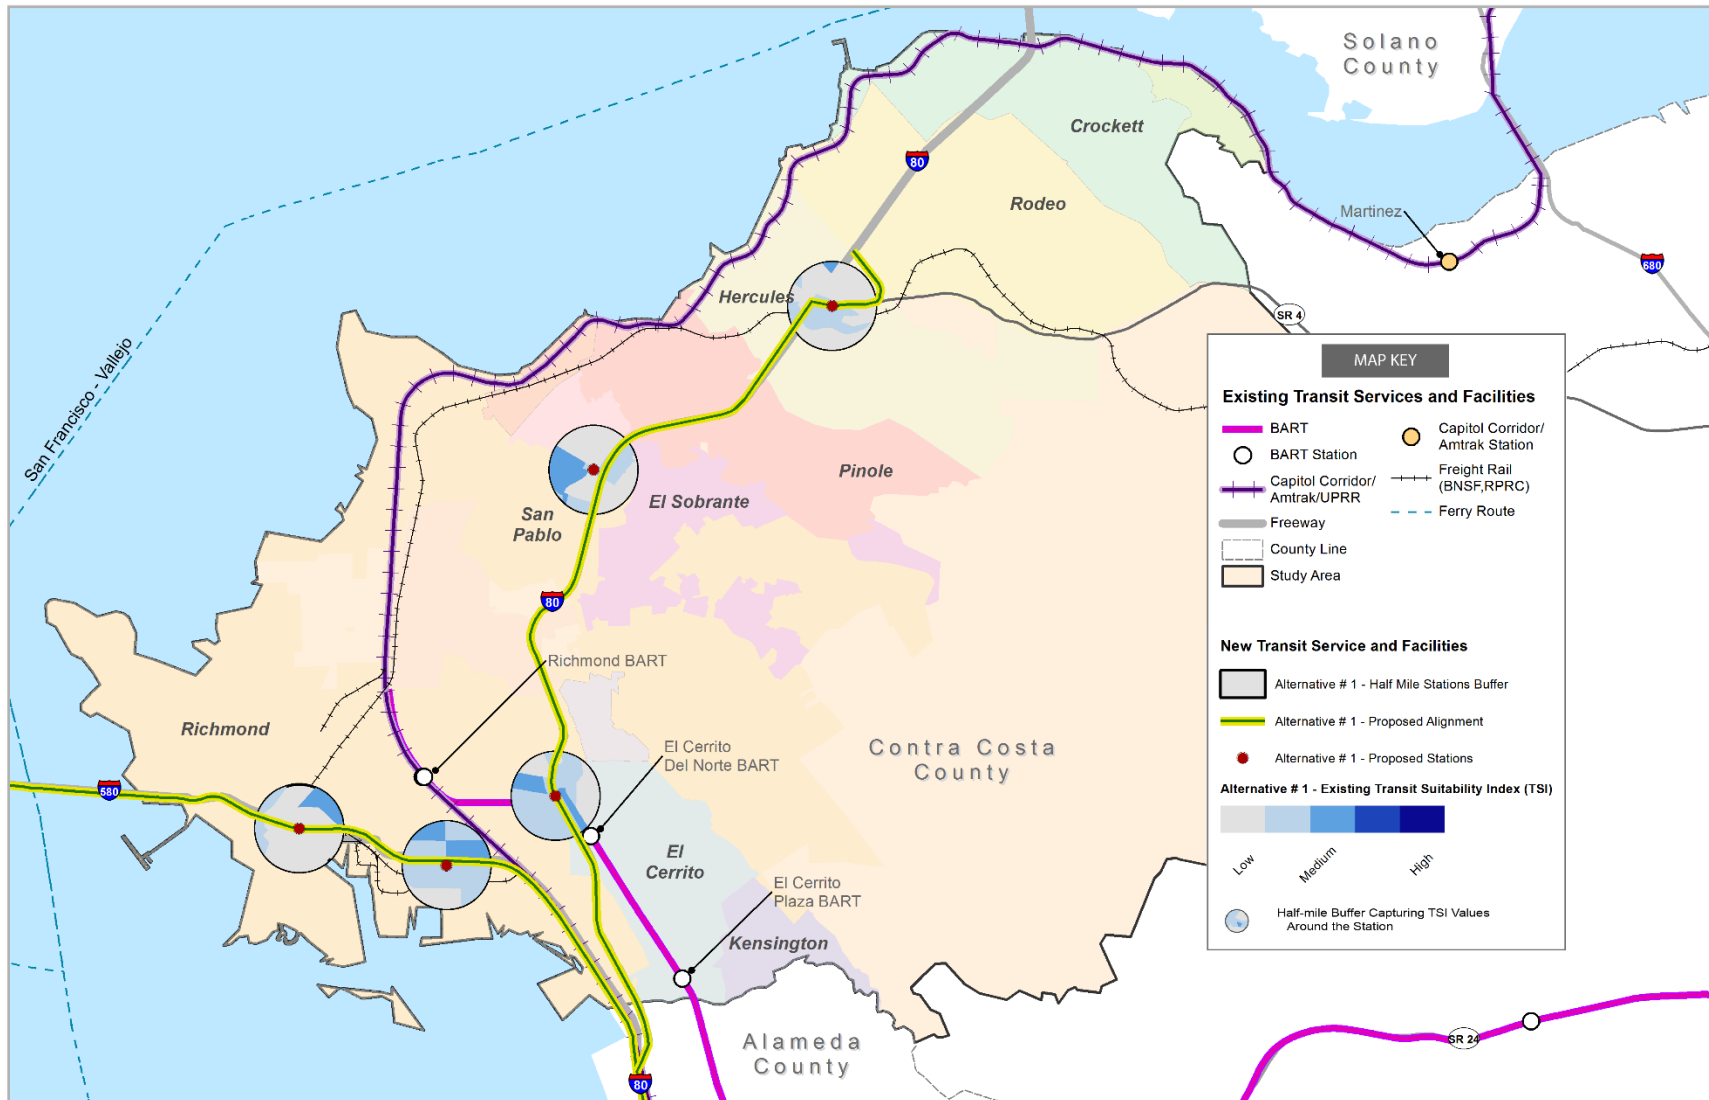 Solano
County
Crockett
80
Rodeo
Martinez
680
Hercules
SR 4
San Francisco - Vallejo
Pinole
El Sobrante
San
Pablo
80
Richmond BART
Richmond
El Cerrito
Del Norte BART
Contra Costa
County
580
El
Cerrito
El Cerrito
Plaza BART
Kensington
Alameda
County
80
SR 24
MAP KEY
Existing Transit Services and Facilities
BART
BART Station
Capitol Corridor/
Amtrak/UPRR
Freeway
County Line
Study Area
Capitol Corridor/
Amtrak Station
Freight Rail
(BNSF,RPRC)
Ferry Route
New Transit Service and Facilities
Alternative # 1 - Half Mile Stations Buffer
Alternative # 1 - Proposed Alignment
Alternative # 1 - Proposed Stations
Alternative # 1 - Existing Transit Suitability Index (TSI)
Low
Medium
High
Half-mile Buffer Capturing TSI Values
Around the Station